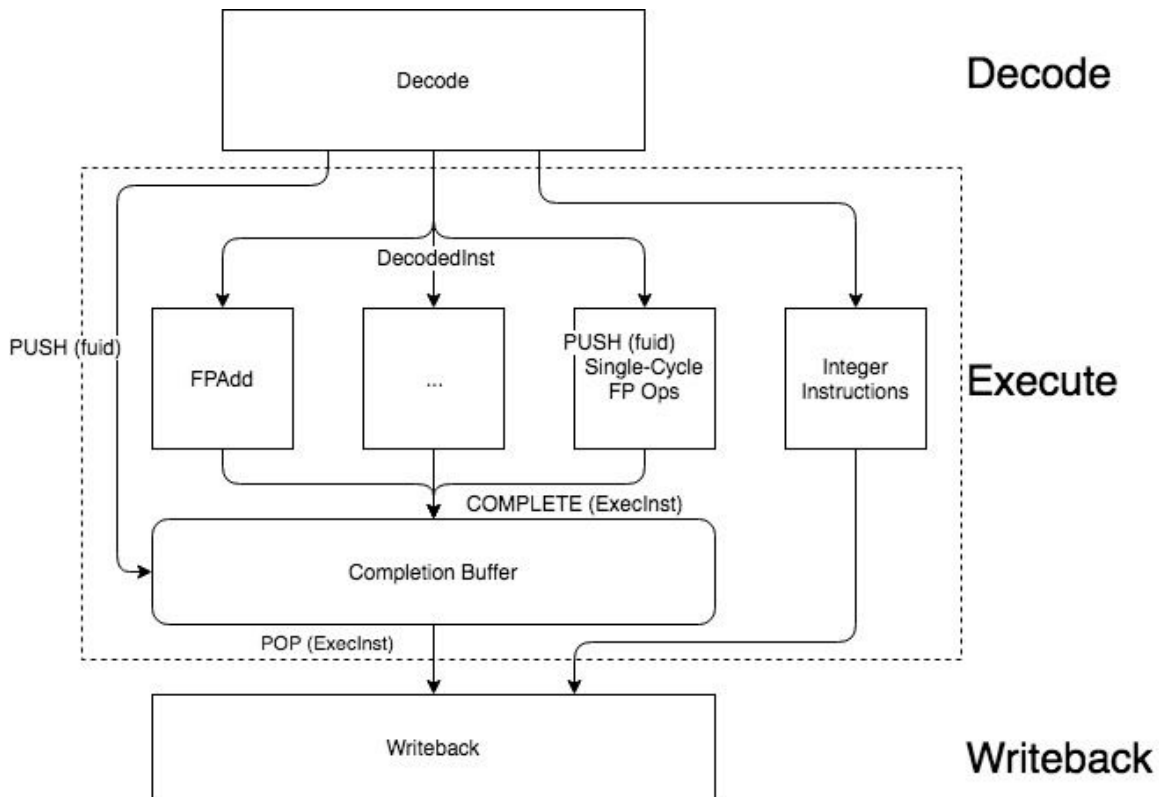 Decode
Decode
DecodedInst
PUSH (fuid)
FPAdd
...
PUSH (fuid)
Single-Cycle
FP Ops
Integer
Instructions
Execute
COMPLETE (ExecInst)
Completion Buffer
POP (ExecInst)
Writeback
Writeback